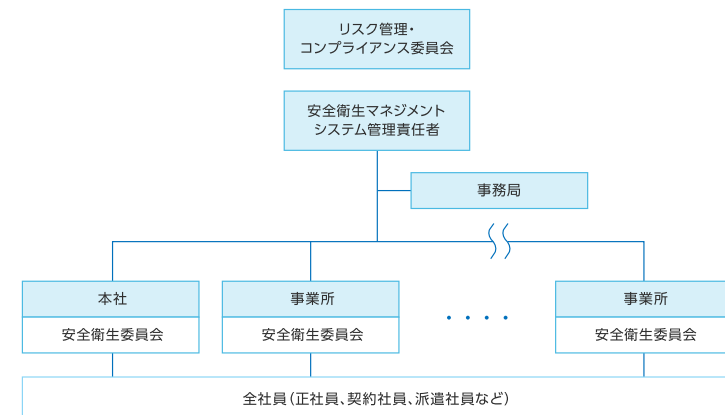 リスク管理・
コンプライアンス委員会
安全衛生マネジメント
システム管理責任者
事務局
本社
事業所
事業所
安全衛生委員会
安全衛生委員会
安全衛生委員会
全社員（正社員、契約社員、派遣社員など）